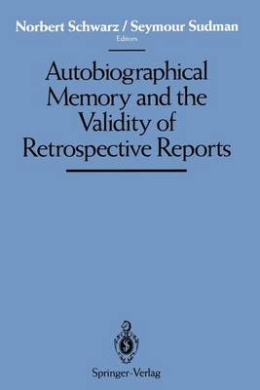 Norbert Schwarz/Seymour Sudman
Editors
Autobiographical
Memory and the
Validity of
Retrospective Reports
Springer-Verlag